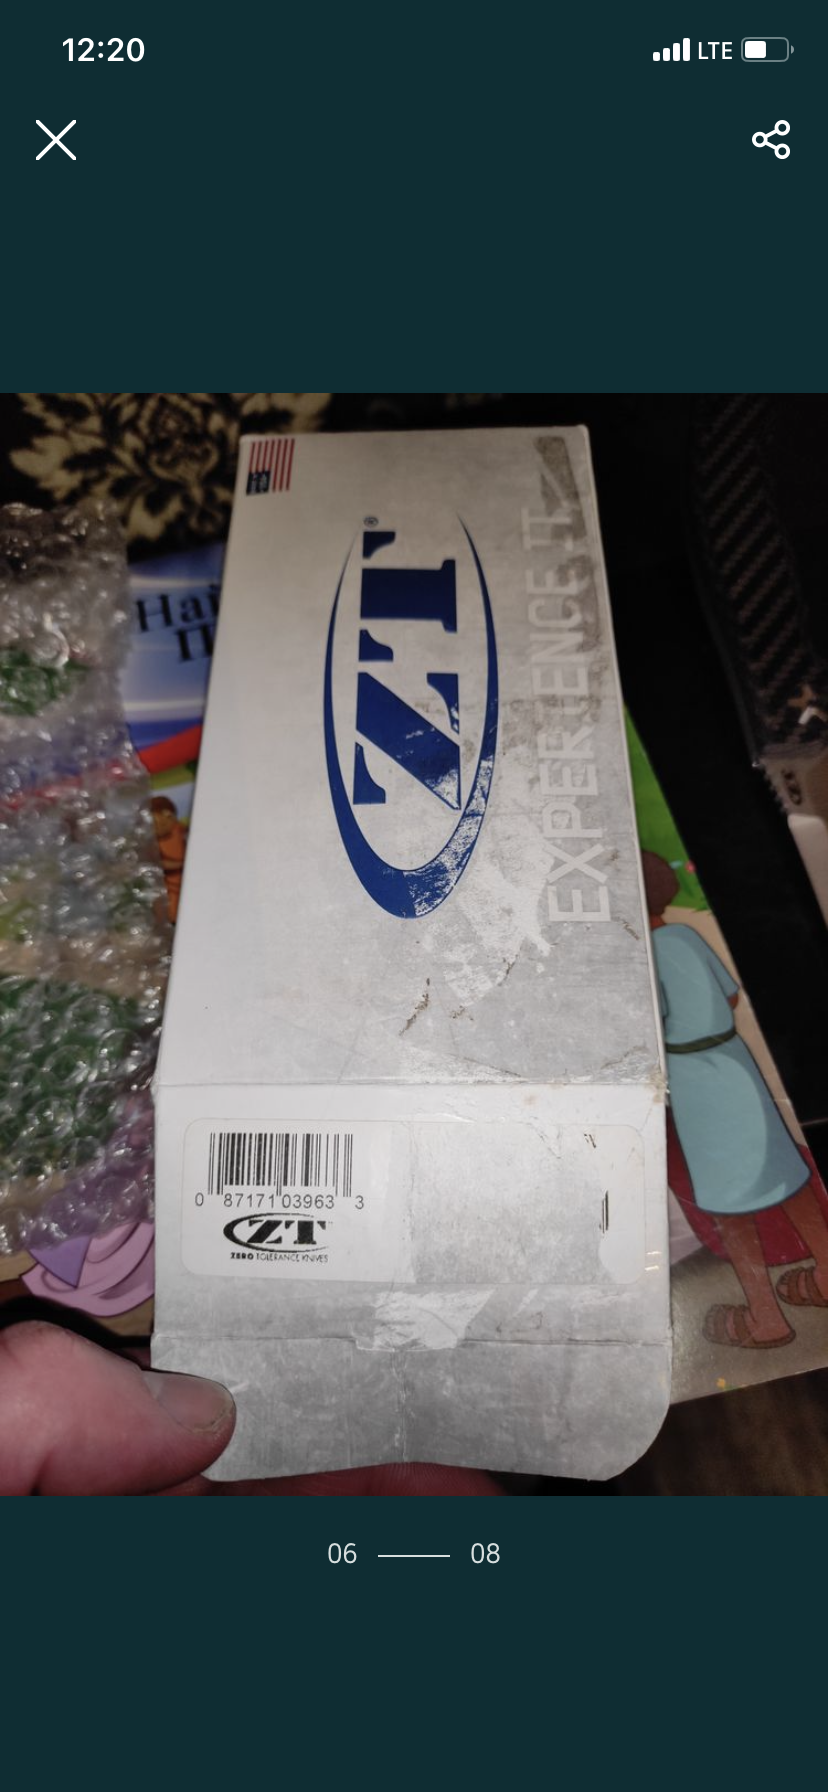 12:20
LTE
ZT
®
EXPERIENCE IT
0 87171 03963 3
ZT
ZERO TOLERANCE KNIVES
06
08